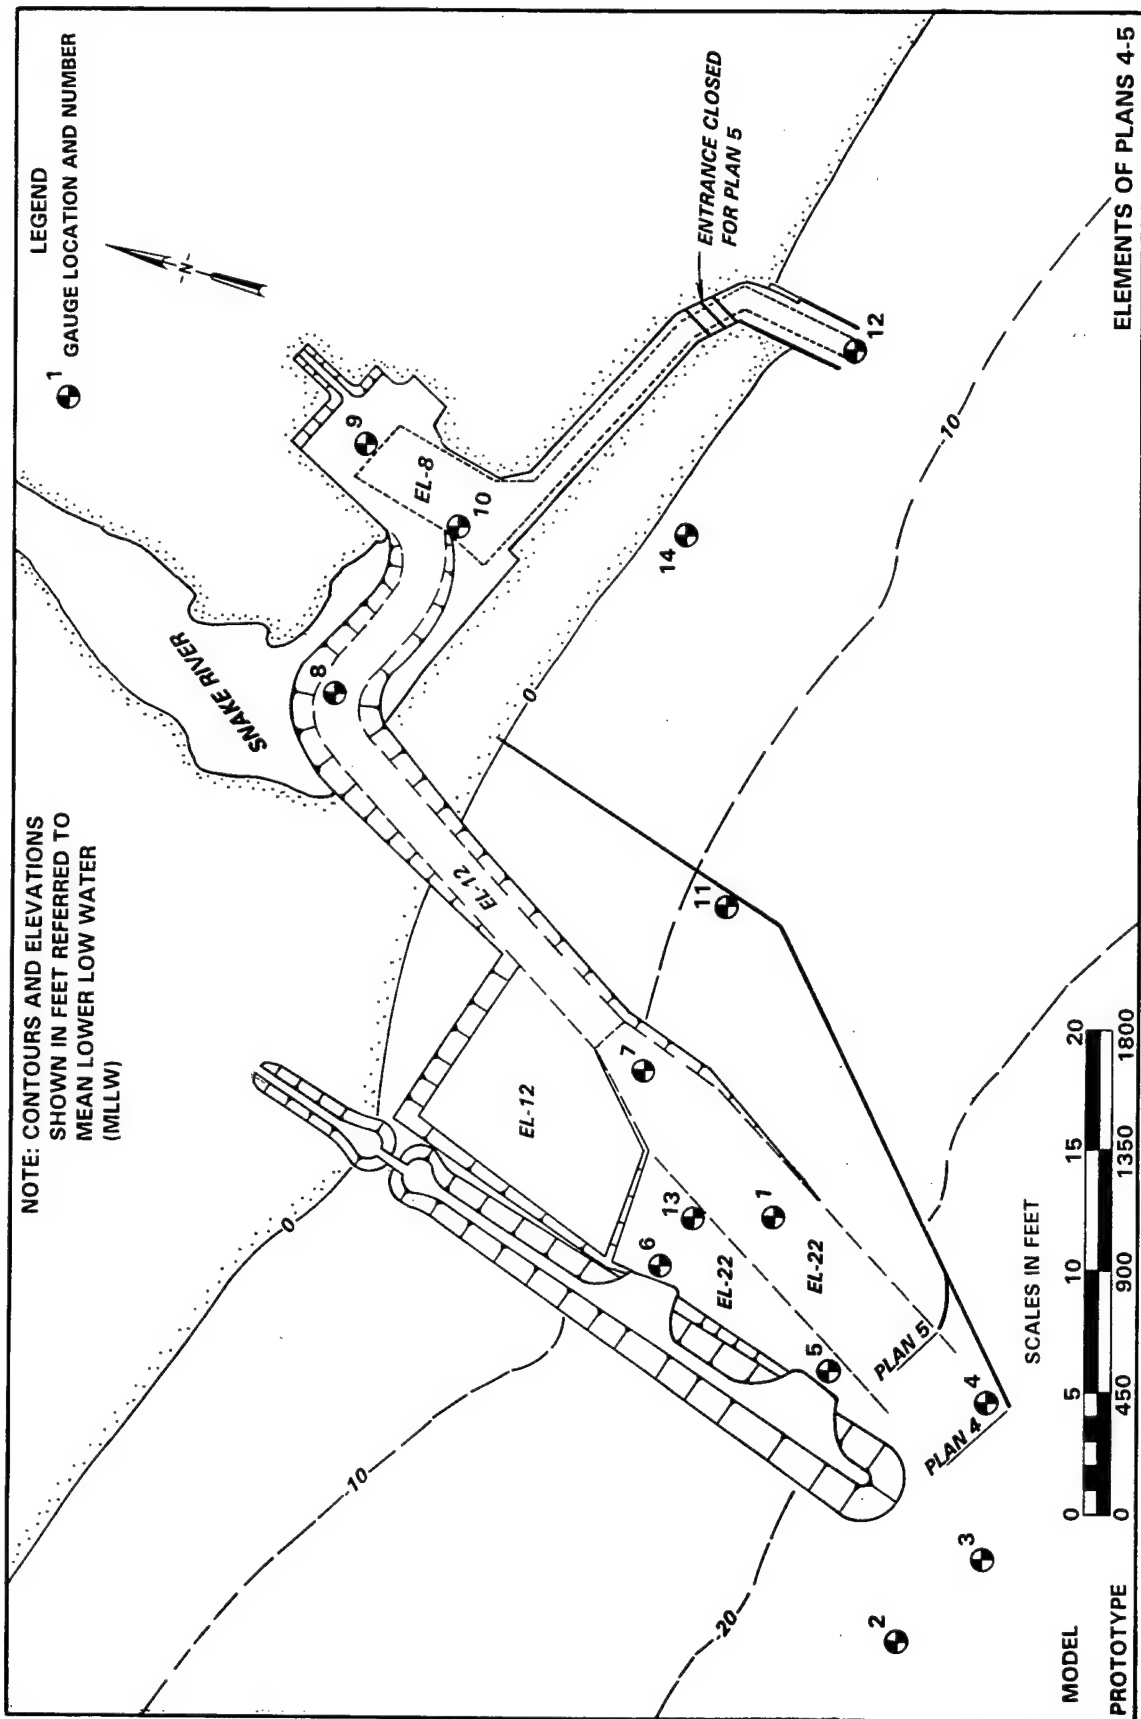 NOTE: CONTOURS AND ELEVATIONS
SHOWN IN FEET REFERRED TO
MEAN LOWER LOW WATER
(MLLW)
LEGEND
1 GAUGE LOCATION AND NUMBER
-N-
SNAKE RIVER
8
9
EL-8
10
EL-12
0
0
EL-12
7
11
14
ENTRANCE CLOSED
FOR PLAN 5
12
-10
-10
13
6
1
EL-22
EL-22
5
PLAN 5
4
PLAN 4
-20
2
3
SCALES IN FEET
MODEL 0 5 10 15 20
PROTOTYPE 0 450 900 1350 1800
ELEMENTS OF PLANS 4-5